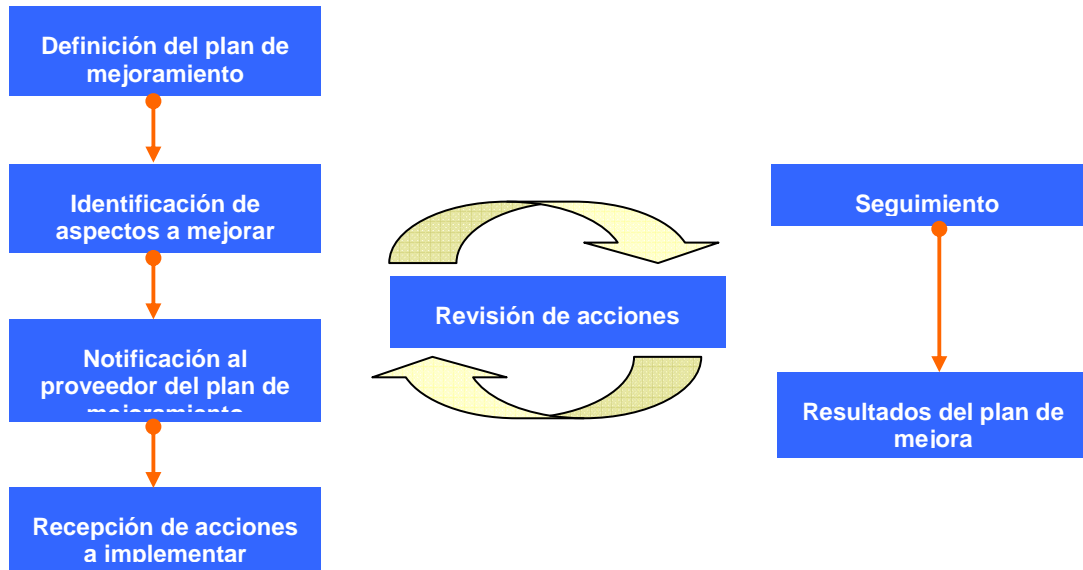 Definición del plan de
mejoramiento
Identificación de
aspectos a mejorar
Notificación al
proveedor del plan de
mejoramiento
Recepción de acciones
a implementar
Revisión de acciones
Seguimiento
Resultados del plan de
mejora